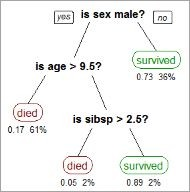 is sex male?
yes
no
is age > 9.5?
survived
0.73 36%
died
0.17 61%
is sibsp > 2.5?
died
0.05 2%
survived
0.89 2%